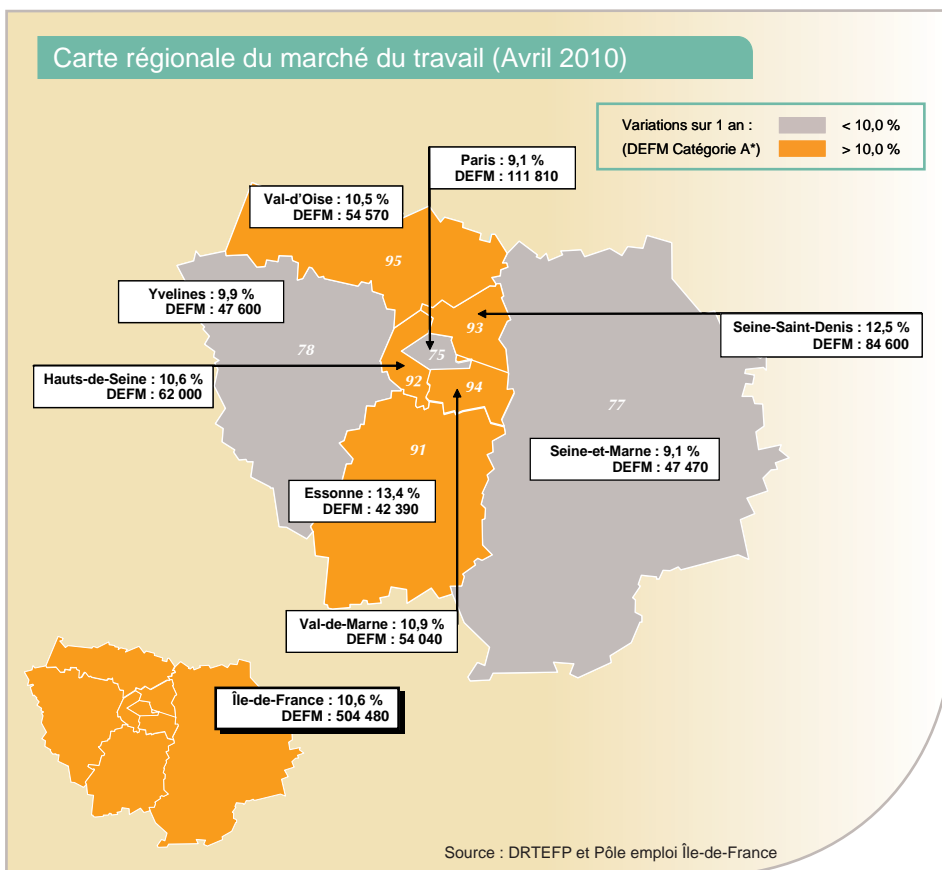 Carte régionale du marché du travail (Avril 2010)
Variations sur 1 an :
(DEFM Catégorie A*)
< 10,0 %
> 10,0 %
Paris : 9,1 %
DEFM : 111 810
Val-d'Oise : 10,5 %
DEFM : 54 570
95
Yvelines : 9,9 %
DEFM : 47 600
93
Seine-Saint-Denis : 12,5 %
DEFM : 84 600
78
75
Hauts-de-Seine : 10,6 %
DEFM : 62 000
92
94
77
91
Seine-et-Marne : 9,1 %
DEFM : 47 470
Essonne : 13,4 %
DEFM : 42 390
Val-de-Marne : 10,9 %
DEFM : 54 040
Île-de-France : 10,6 %
DEFM : 504 480
Source : DRTEFP et Pôle emploi Île-de-France